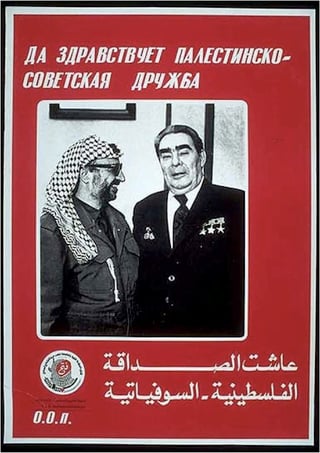 ДА ЗДРАВСТВУЕТ ПАЛЕСТИНСКО-
СОВЕТСКАЯ ДРУЖБА
عاشت الصداقة
الفلسطينية - السوفياتية
О.О.П.